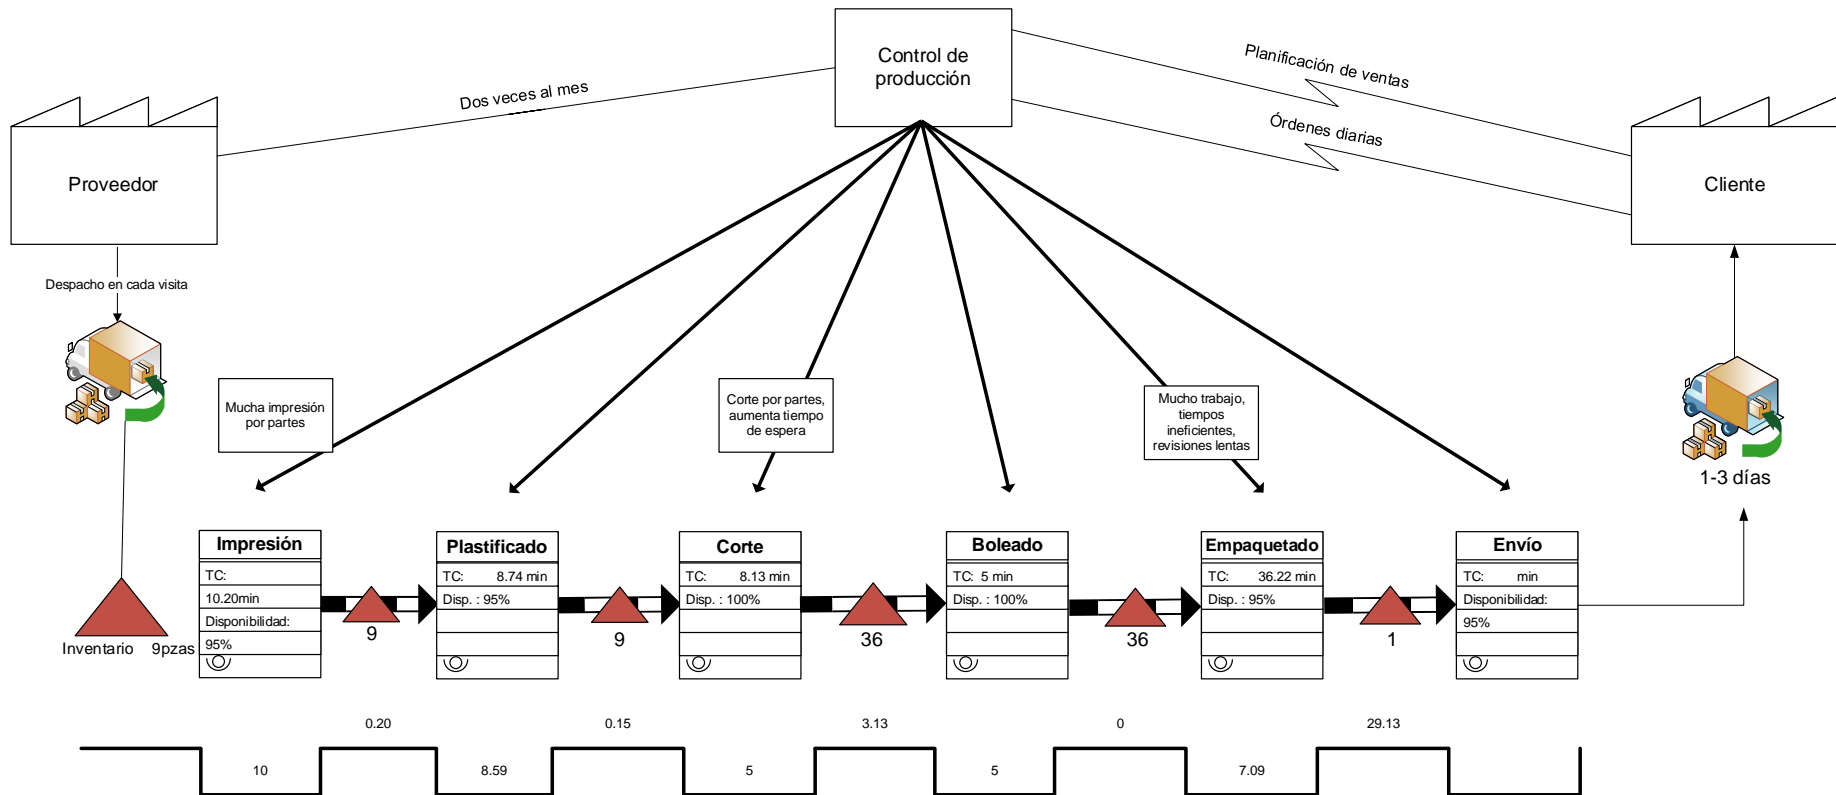 Control de
producción
Planificación de ventas
Dos veces al mes
Órdenes diarias
Proveedor
Cliente
Despacho en cada visita
Mucha impresión
por partes
Corte por partes,
aumenta tiempo
de espera
Mucho trabajo,
tiempos
ineficientes,
revisiones lentas
1-3 días
Inventario 9pzas
Impresión
TC:
10.20min
Disponibilidad:
95%
9
Plastificado
TC: 8.74 min
Disp. : 95%
9
Corte
TC: 8.13 min
Disp. : 100%
36
Boleado
TC: 5 min
Disp. : 100%
36
Empaquetado
TC: 36.22 min
Disp. : 95%
1
Envío
TC: min
Disponibilidad:
95%
0.20 0.15 3.13 0 29.13
10 8.59 5 5 7.09